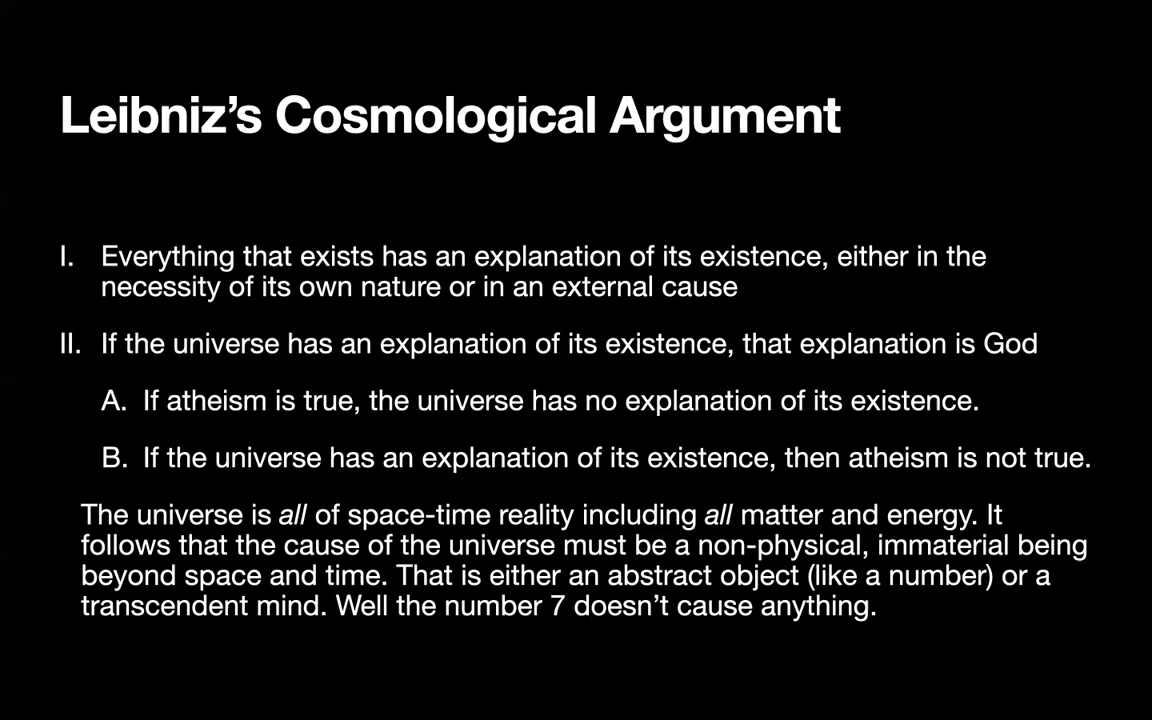 Leibniz’s Cosmological Argument
I. Everything that exists has an explanation of its existence, either in the
necessity of its own nature or in an external cause
II. If the universe has an explanation of its existence, that explanation is God
A. If atheism is true, the universe has no explanation of its existence.
B. If the universe has an explanation of its existence, then atheism is not true.
The universe is all of space-time reality including all matter and energy. It
follows that the cause of the universe must be a non-physical, immaterial being
beyond space and time. That is either an abstract object (like a number) or a
transcendent mind. Well the number 7 doesn’t cause anything.